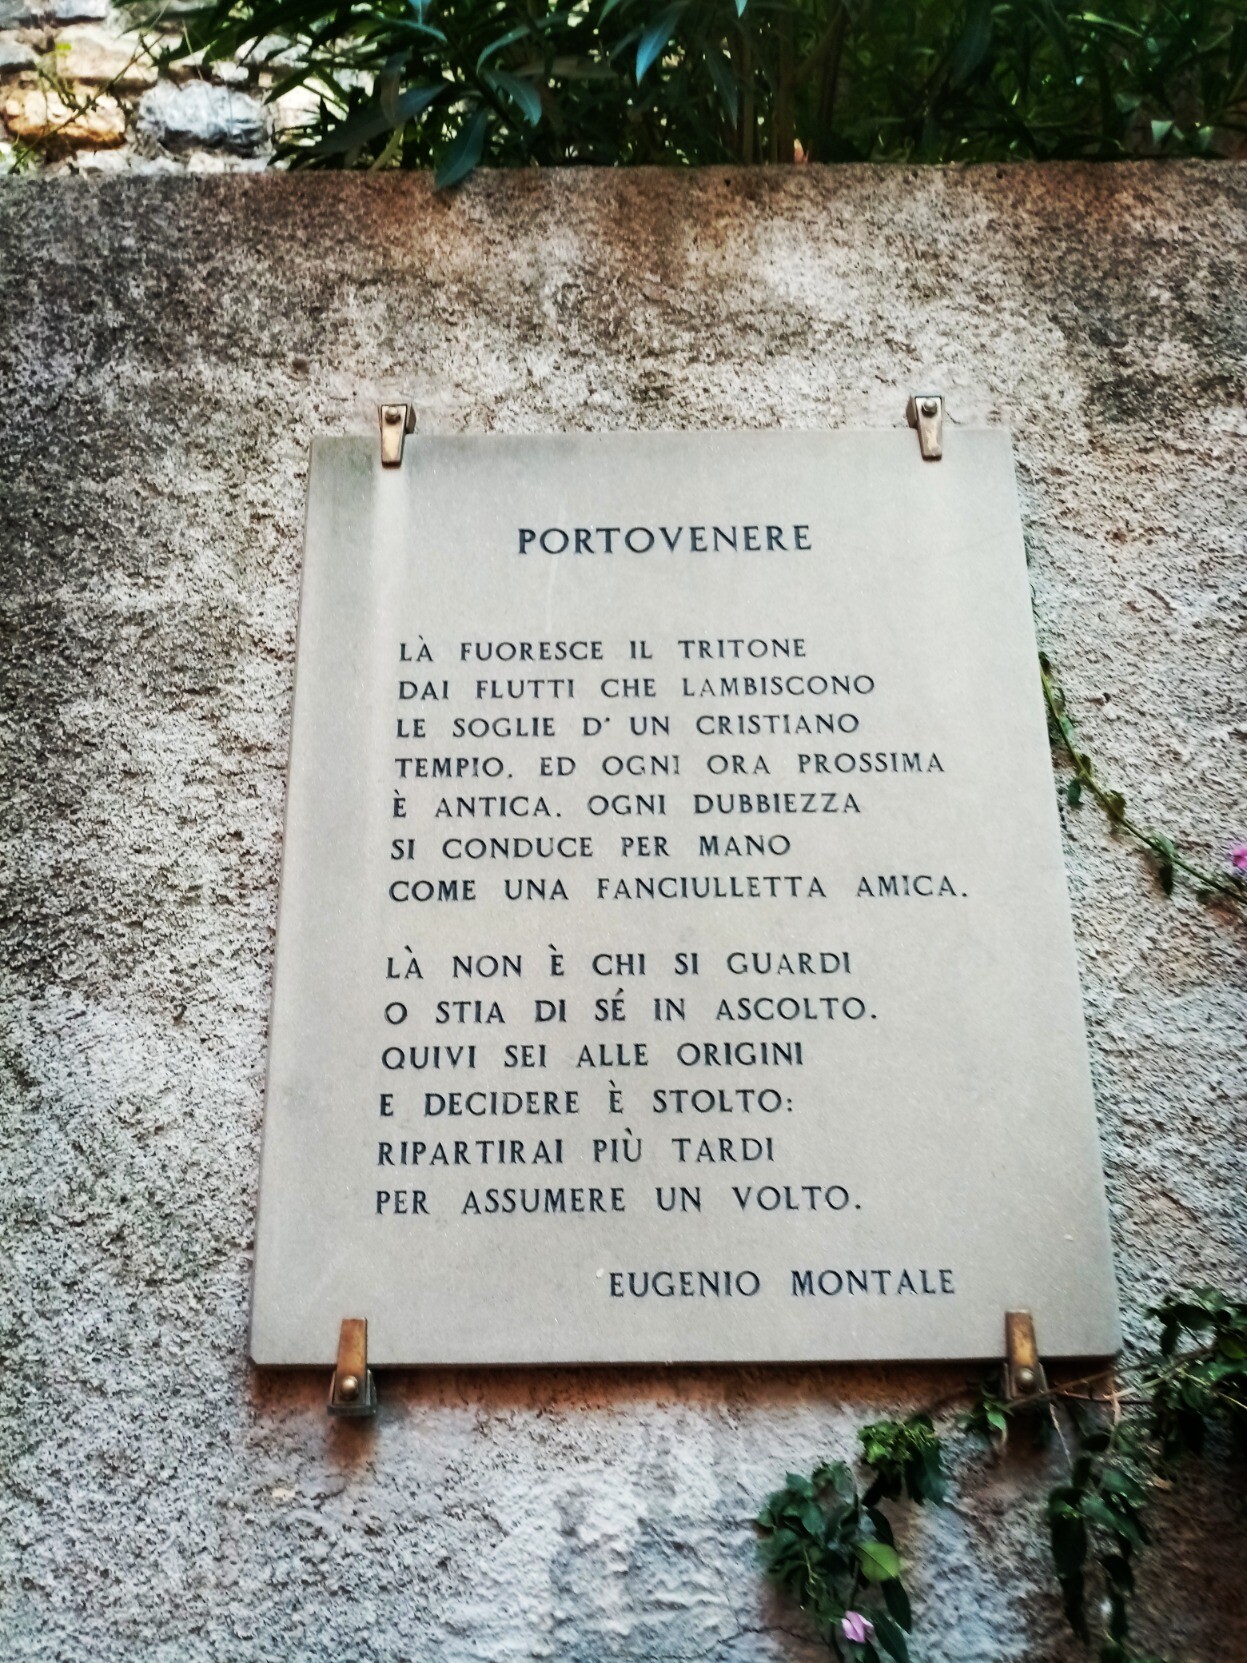 PORTOVENERE
LÀ FUORESCE IL TRITONE
DAI FLUTTI CHE LAMBISCONO
LE SOGLIE D' UN CRISTIANO
TEMPIO. ED OGNI ORA PROSSIMA
È ANTICA. OGNI DUBBIEZZA
SI CONDUCE PER MANO
COME UNA FANCIULLETTA AMICA.
LÀ NON È CHI SI GUARDI
O STIA DI SÉ IN ASCOLTO.
QUIVI SEI ALLE ORIGINI
E DECIDERE È STOLTO:
RIPARTIRAI PIÙ TARDI
PER ASSUMERE UN VOLTO.
EUGENIO MONTALE